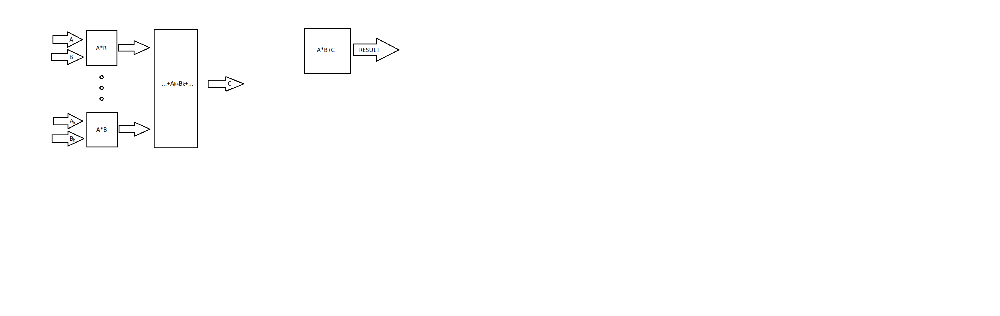 A
B
A*B
Ak
Bk
A*B
...+Ak+Bk+...
C
A*B+C
RESULT